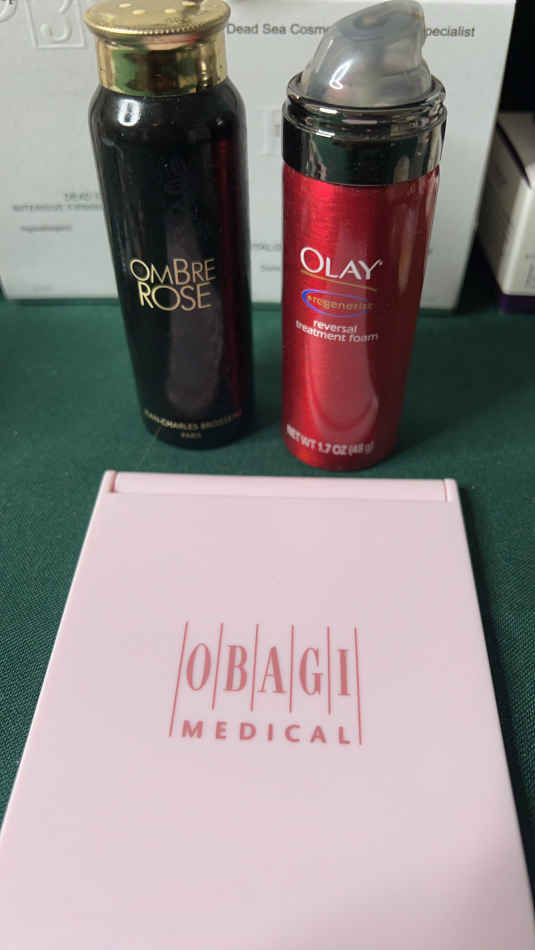 Dead Sea Cosme
pecialist
OMBRE
ROSE
JEAN-CHARLES BROSSEAU
PARIS
OLAY
regenerist
reversal
treatment foam
NET WT 1.7 OZ (48 g)
OBAGI
MEDICAL